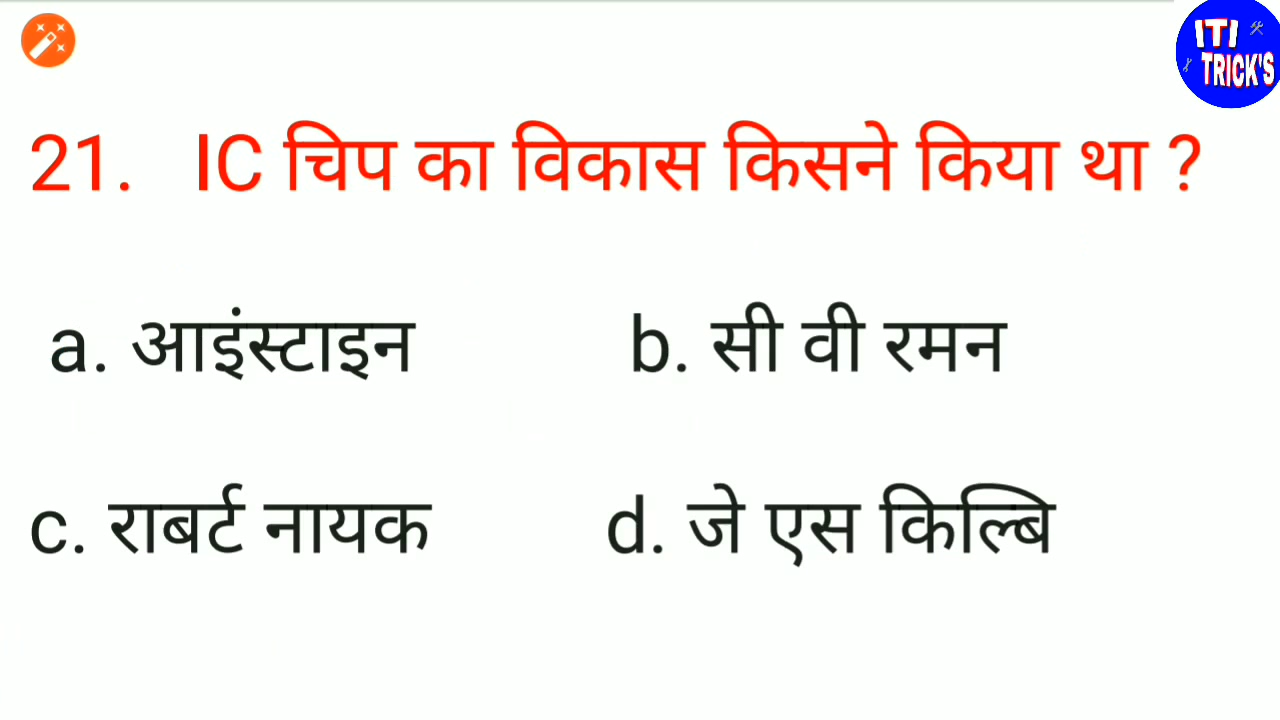 ITI
TRICK'S
21. IC चिप का विकास किसने किया था ?
a. आइंस्टाइन b. सी वी रमन
c. राबर्ट नायक d. जे एस किल्बि